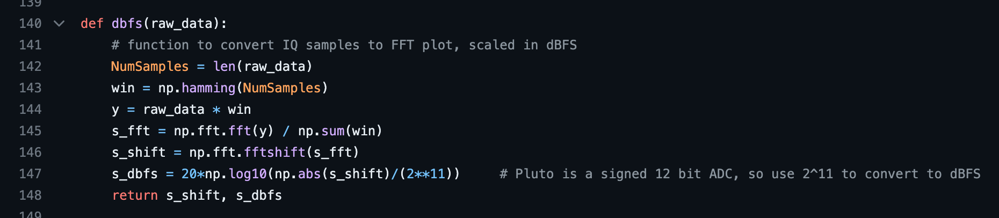 139
140 def dbfs(raw_data):
141 # function to convert IQ samples to FFT plot, scaled in dBFS
142 NumSamples = len(raw_data)
143 win = np.hamming(NumSamples)
144 y = raw_data * win
145 s_fft = np.fft.fft(y) / np.sum(win)
146 s_shift = np.fft.fftshift(s_fft)
147 s_dbfs = 20*np.log10(np.abs(s_shift)/(2**11)) # Pluto is a signed 12 bit ADC, so use 2^11 to convert to dBFS
148 return s_shift, s_dbfs
149